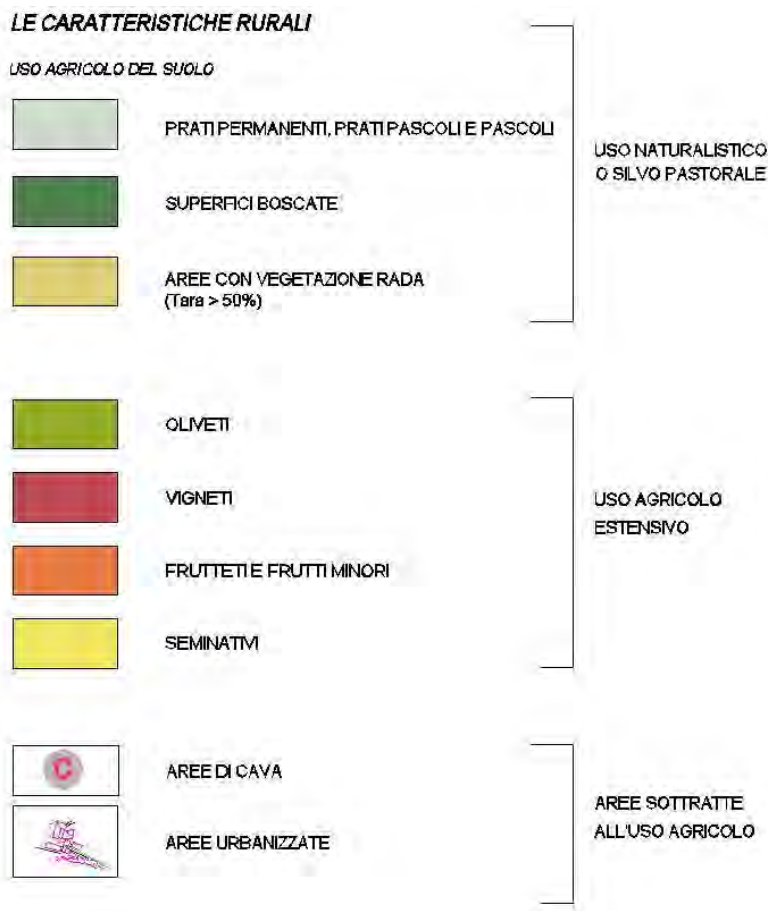 LE CARATTERISTICHE RURALI
USO AGRICOLO DEL SUOLO
PRATI PERMANENTI, PRATI PASCOLI E PASCOLI
SUPERFICI BOSCATE
AREE CON VEGETAZIONE RADA
(Tara > 50%)
USO NATURALISTICO
O SILVO PASTORALE
OLIVETI
VIGNETI
FRUTTETI E FRUTTI MINORI
SEMINATIVI
USO AGRICOLO
ESTENSIVO
C
AREE DI CAVA
AREE URBANIZZATE
AREE SOTTRATTE
ALL'USO AGRICOLO